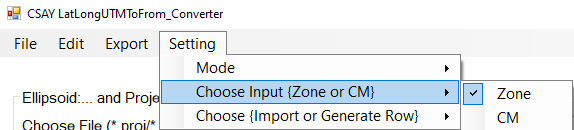 CSAY LatLongUTMToFrom_Converter
File Edit Export Setting
Mode
Ellipsoid:... and Proje
Choose Input {Zone or CM} Zone
Choose File (*.prj/*
Choose {Import or Generate Row} CM